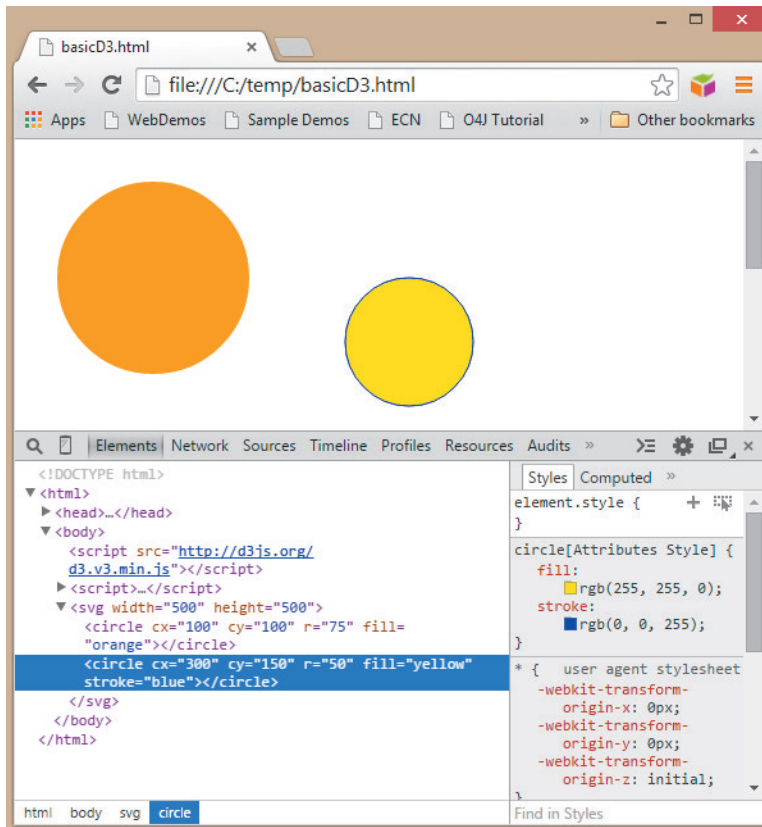 basicD3.html ×
file:///C:/temp/basicD3.html
Apps WebDemos Sample Demos ECN O4J Tutorial » Other bookmarks
Elements Network Sources Timeline Profiles Resources Audits » ×
<!DOCTYPE html>
▼<html>
▶<head>…</head>
▼<body>
<script src="http://d3js.org/
d3.v3.min.js"></script>
▶<script>…</script>
▼<svg width="500" height="500">
<circle cx="100" cy="100" r="75" fill=
"orange"></circle>
<circle cx="300" cy="150" r="50" fill="yellow"
stroke="blue"></circle>
</svg>
</body>
</html>
html body svg circle
Styles Computed »
element.style {
}
circle[Attributes Style] {
fill:
rgb(255, 255, 0);
stroke:
rgb(0, 0, 255);
}
* { user agent stylesheet
-webkit-transform-
origin-x: 0px;
-webkit-transform-
origin-y: 0px;
-webkit-transform-
origin-z: initial;
}
Find in Styles